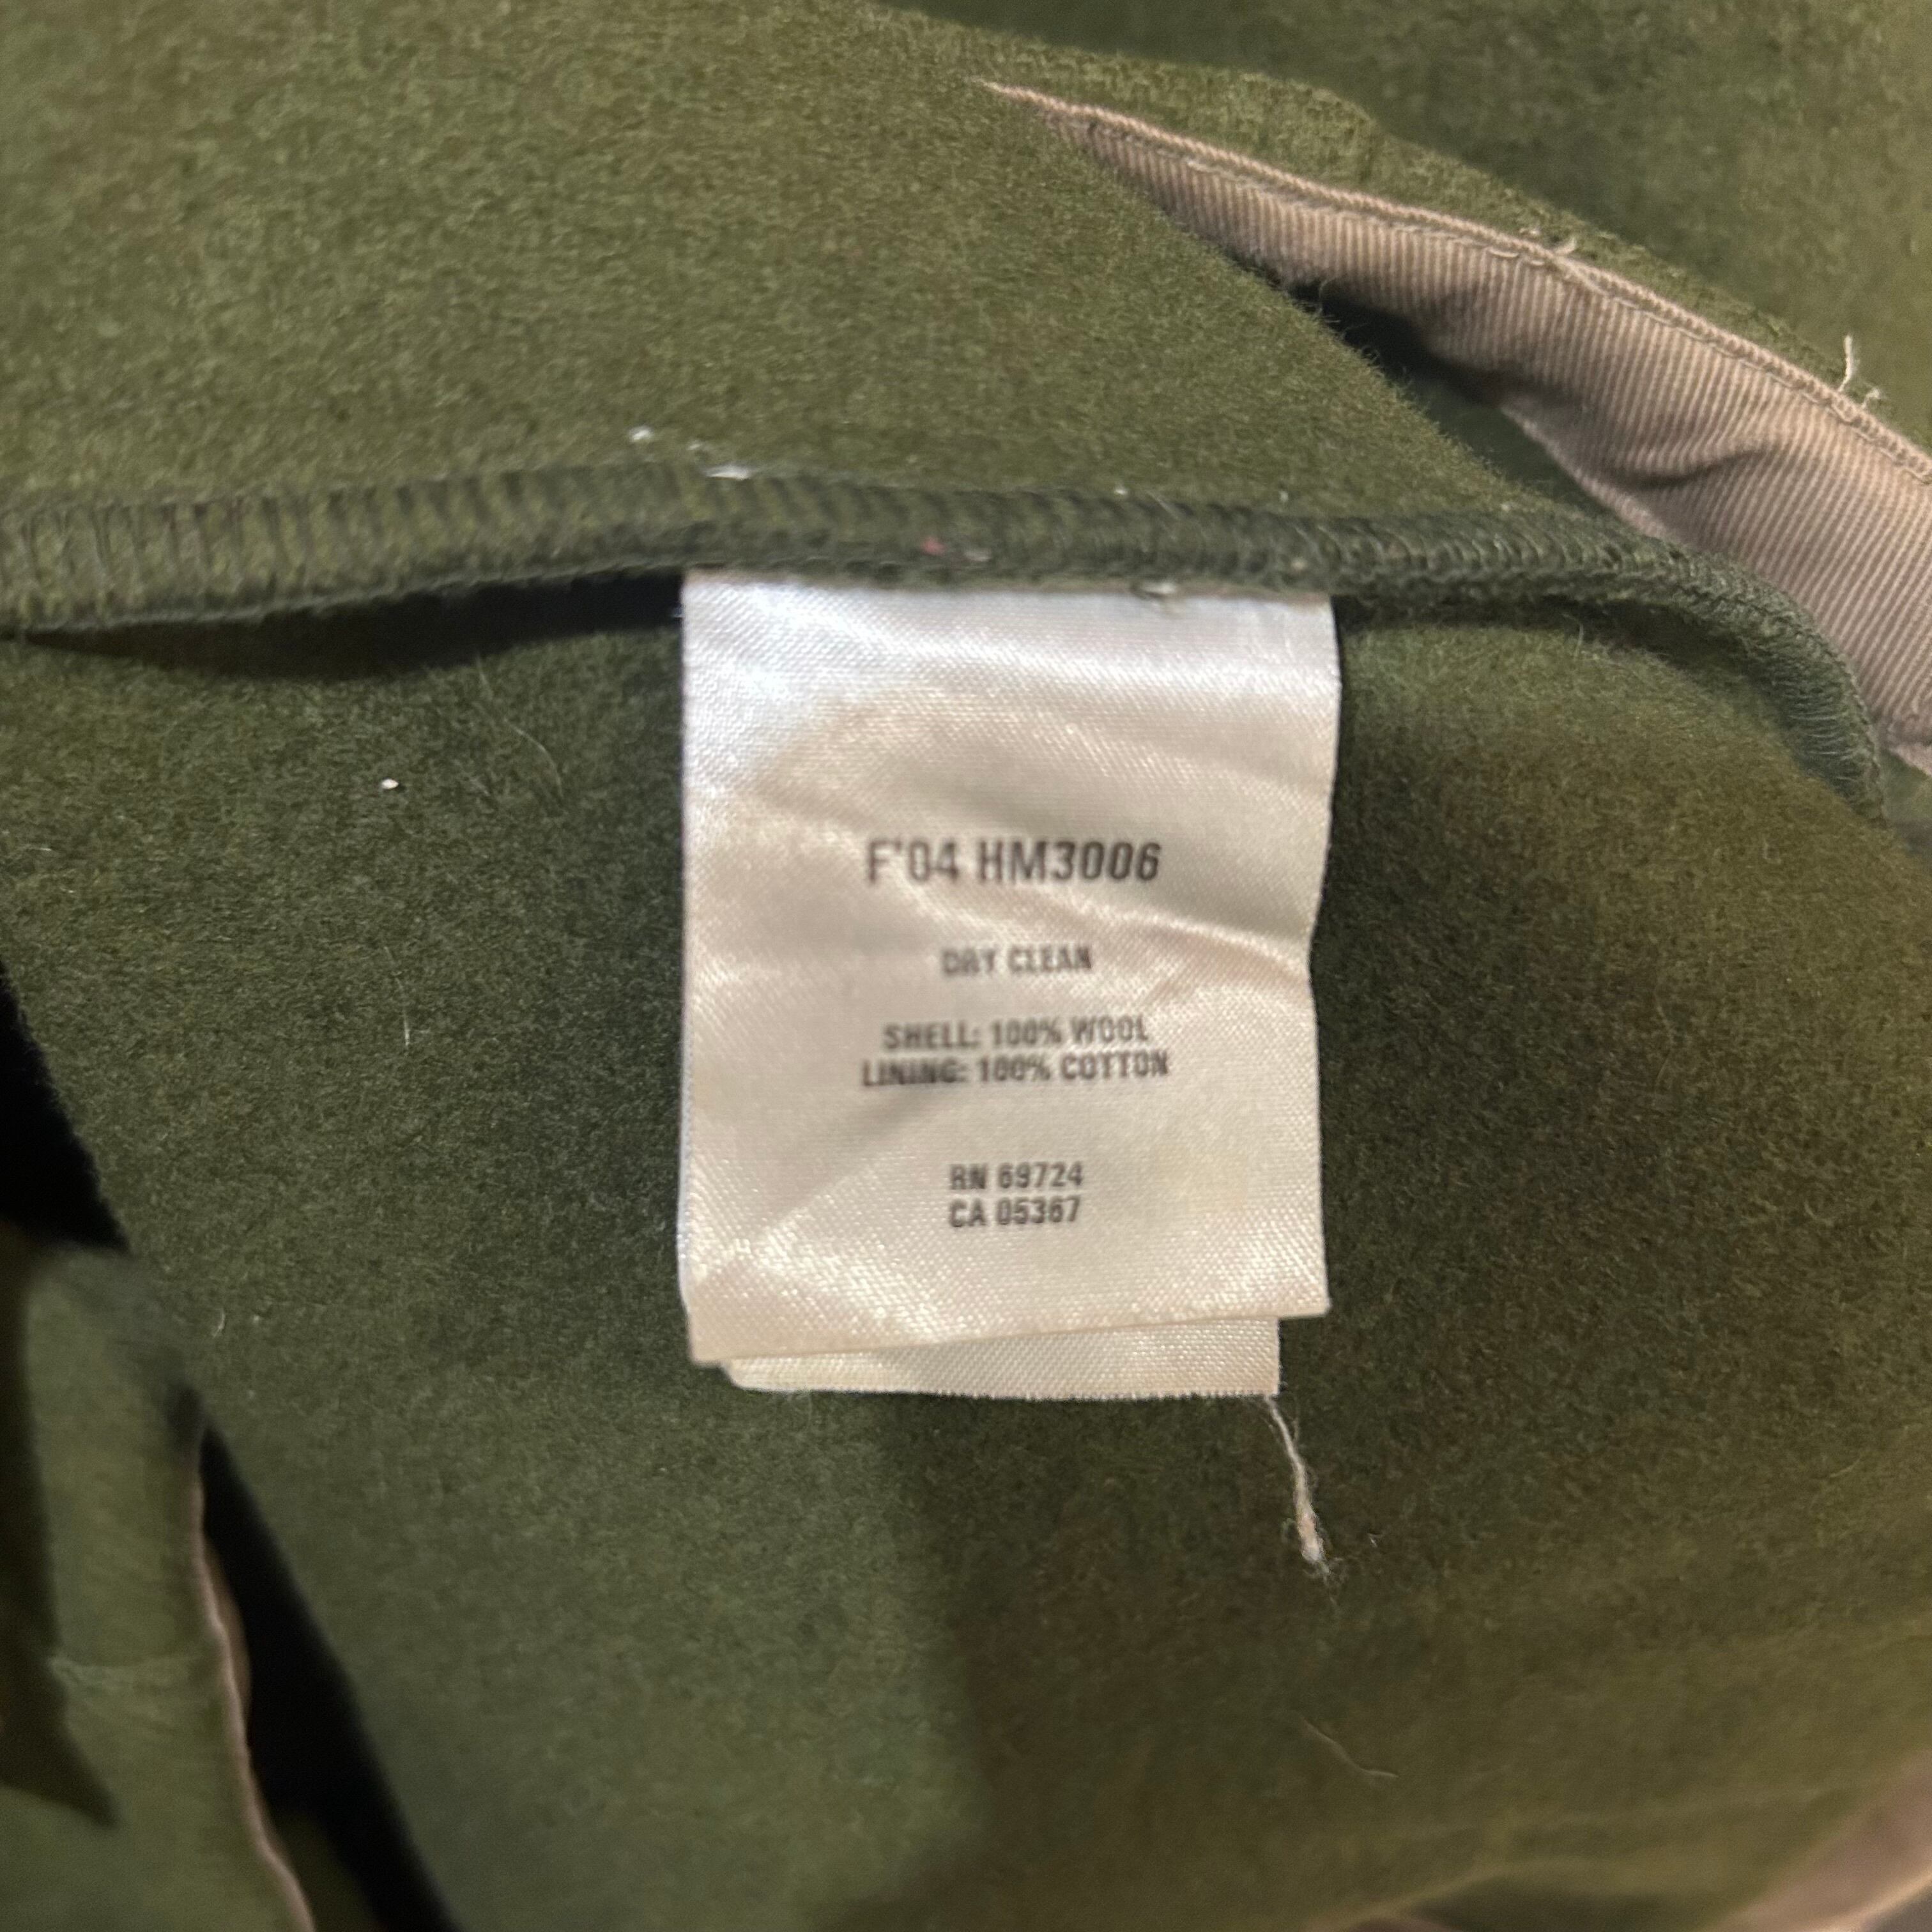 F'04 HM3006
DRY CLEAN
SHELL: 100% WOOL
LINING: 100% COTTON
RN 69724
CA 05367